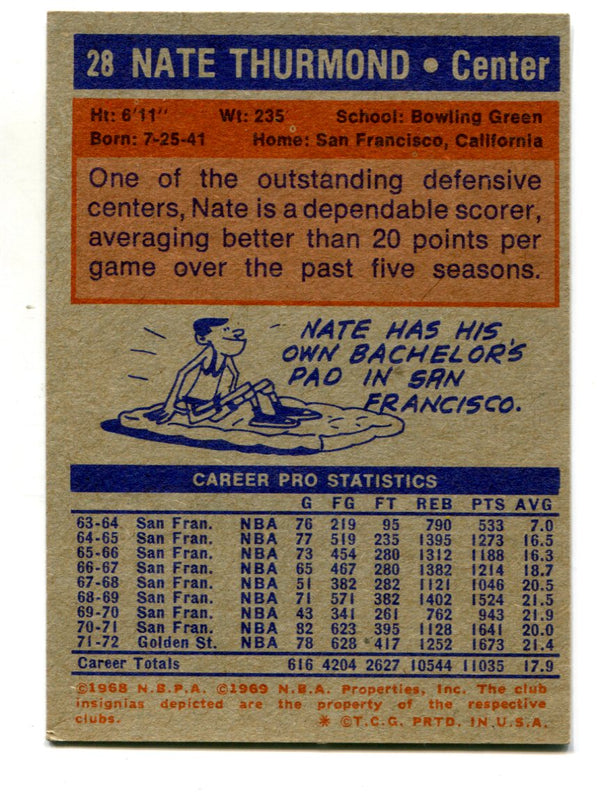 28 NATE THURMOND • Center
Ht: 6'11" Wt: 235 School: Bowling Green
Born: 7-25-41 Home: San Francisco, California
One of the outstanding defensive
centers, Nate is a dependable scorer,
averaging better than 20 points per
game over the past five seasons.
NATE HAS HIS
OWN BACHELOR'S
PAD IN SAN
FRANCISCO.
CAREER PRO STATISTICS
G FG FT REB PTS AVG
63-64 San Fran. NBA 76 219 95 790 533 7.0
64-65 San Fran. NBA 77 519 235 1395 1273 16.5
65-66 San Fran. NBA 73 454 280 1312 1188 16.3
66-67 San Fran. NBA 65 467 280 1382 1214 18.7
67-68 San Fran. NBA 51 382 282 1121 1046 20.5
68-69 San Fran. NBA 71 571 382 1402 1524 21.5
69-70 San Fran. NBA 43 341 261 762 943 21.9
70-71 San Fran. NBA 82 623 395 1128 1641 20.0
71-72 Golden St. NBA 78 628 417 1252 1673 21.4
Career Totals 616 4204 2627 10544 11035 17.9
©1968 N.B.P.A. ©1969 N.B.A. Properties, Inc. The club
insignias depicted are the property of the respective
clubs. * ©T.C.G. PRTD. IN U.S.A.